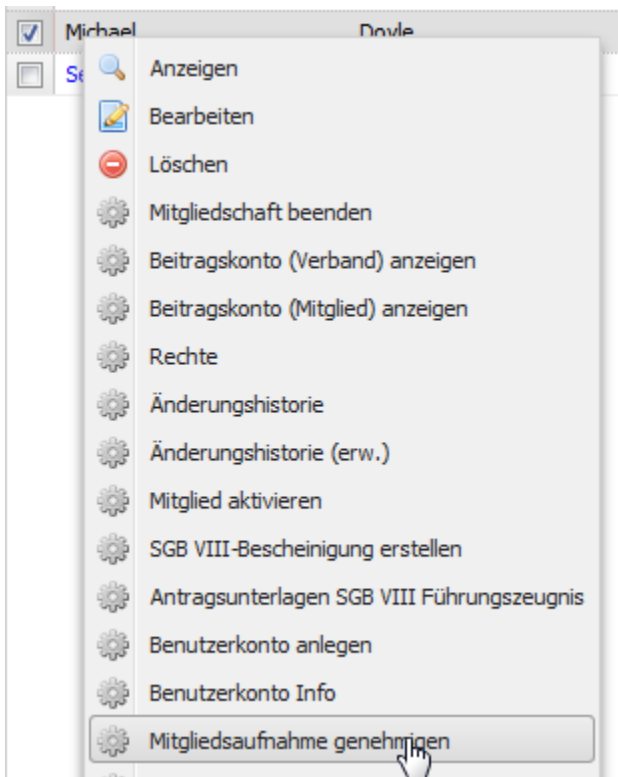 Michael Doyle
Se
Anzeigen
Bearbeiten
Löschen
Mitgliedschaft beenden
Beitragskonto (Verband) anzeigen
Beitragskonto (Mitglied) anzeigen
Rechte
Änderungshistorie
Änderungshistorie (erw.)
Mitglied aktivieren
SGB VIII-Bescheinigung erstellen
Antragsunterlagen SGB VIII Führungszeugnis
Benutzerkonto anlegen
Benutzerkonto Info
Mitgliedsaufnahme genehmigen